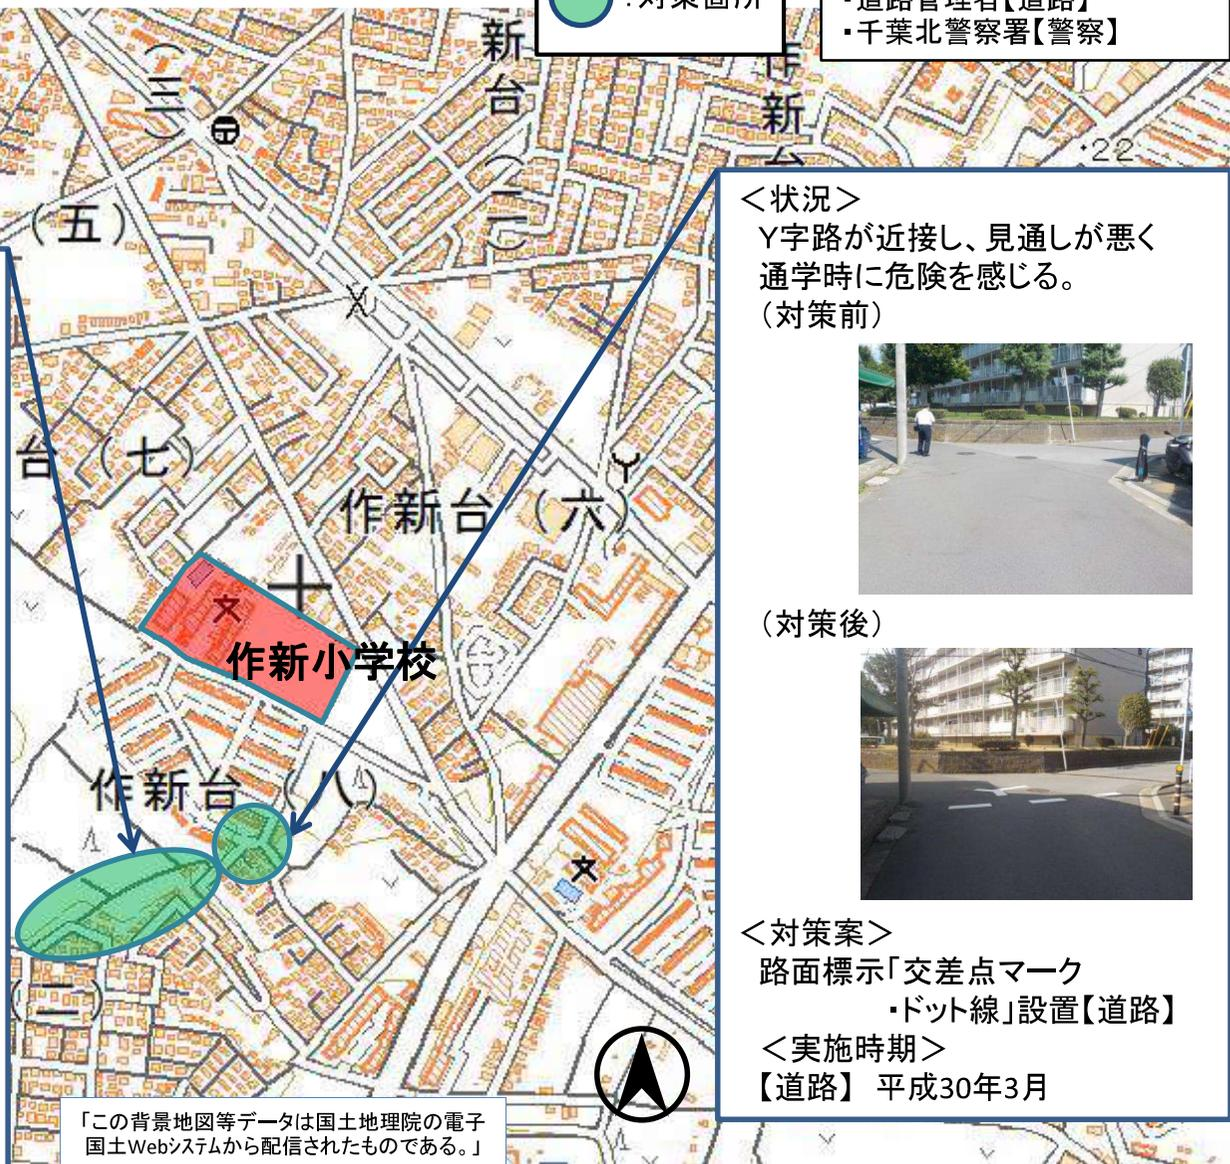 ：対策箇所
・道路管理者【道路】
・千葉北警察署【警察】
（三）
新台（二）
作新台
・22
（五）
台（七）
作新台（六）
作新小学校
作新台（八）
（二）
＜状況＞
Y字路が近接し、見通しが悪く
通学時に危険を感じる。
（対策前）
（対策後）
＜対策案＞
路面標示「交差点マーク
・ドット線」設置【道路】
＜実施時期＞
【道路】 平成30年3月
「この背景地図等データは国土地理院の電子
国土Webシステムから配信されたものである。」